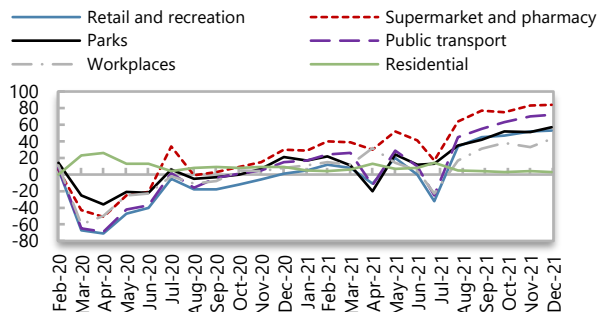 Retail and recreation
Supermarket and pharmacy
Parks
Public transport
Workplaces
Residential
100
80
60
40
20
0
-20
-40
-60
-80
Feb-20
Mar-20
Apr-20
May-20
Jun-20
Jul-20
Aug-20
Sep-20
Oct-20
Nov-20
Dec-20
Jan-21
Feb-21
Mar-21
Apr-21
May-21
Jun-21
Jul-21
Aug-21
Sep-21
Oct-21
Nov-21
Dec-21